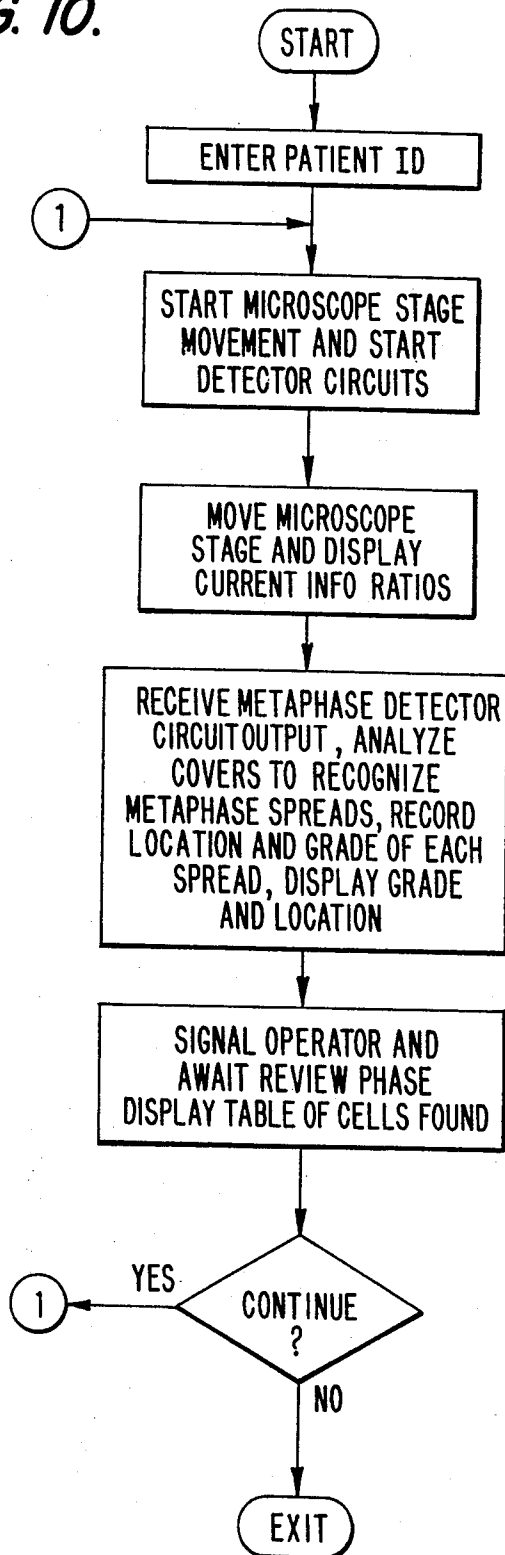 G. 10.
START
ENTER PATIENT ID
1
START MICROSCOPE STAGE
MOVEMENT AND START
DETECTOR CIRCUITS
MOVE MICROSCOPE
STAGE AND DISPLAY
CURRENT INFO RATIOS
RECEIVE METAPHASE DETECTOR
CIRCUIT OUTPUT, ANALYZE
COVERS TO RECOGNIZE
METAPHASE SPREADS, RECORD
LOCATION AND GRADE OF EACH
SPREAD, DISPLAY GRADE
AND LOCATION
SIGNAL OPERATOR AND
AWAIT REVIEW PHASE
DISPLAY TABLE OF CELLS FOUND
YES
1
CONTINUE
?
NO
EXIT